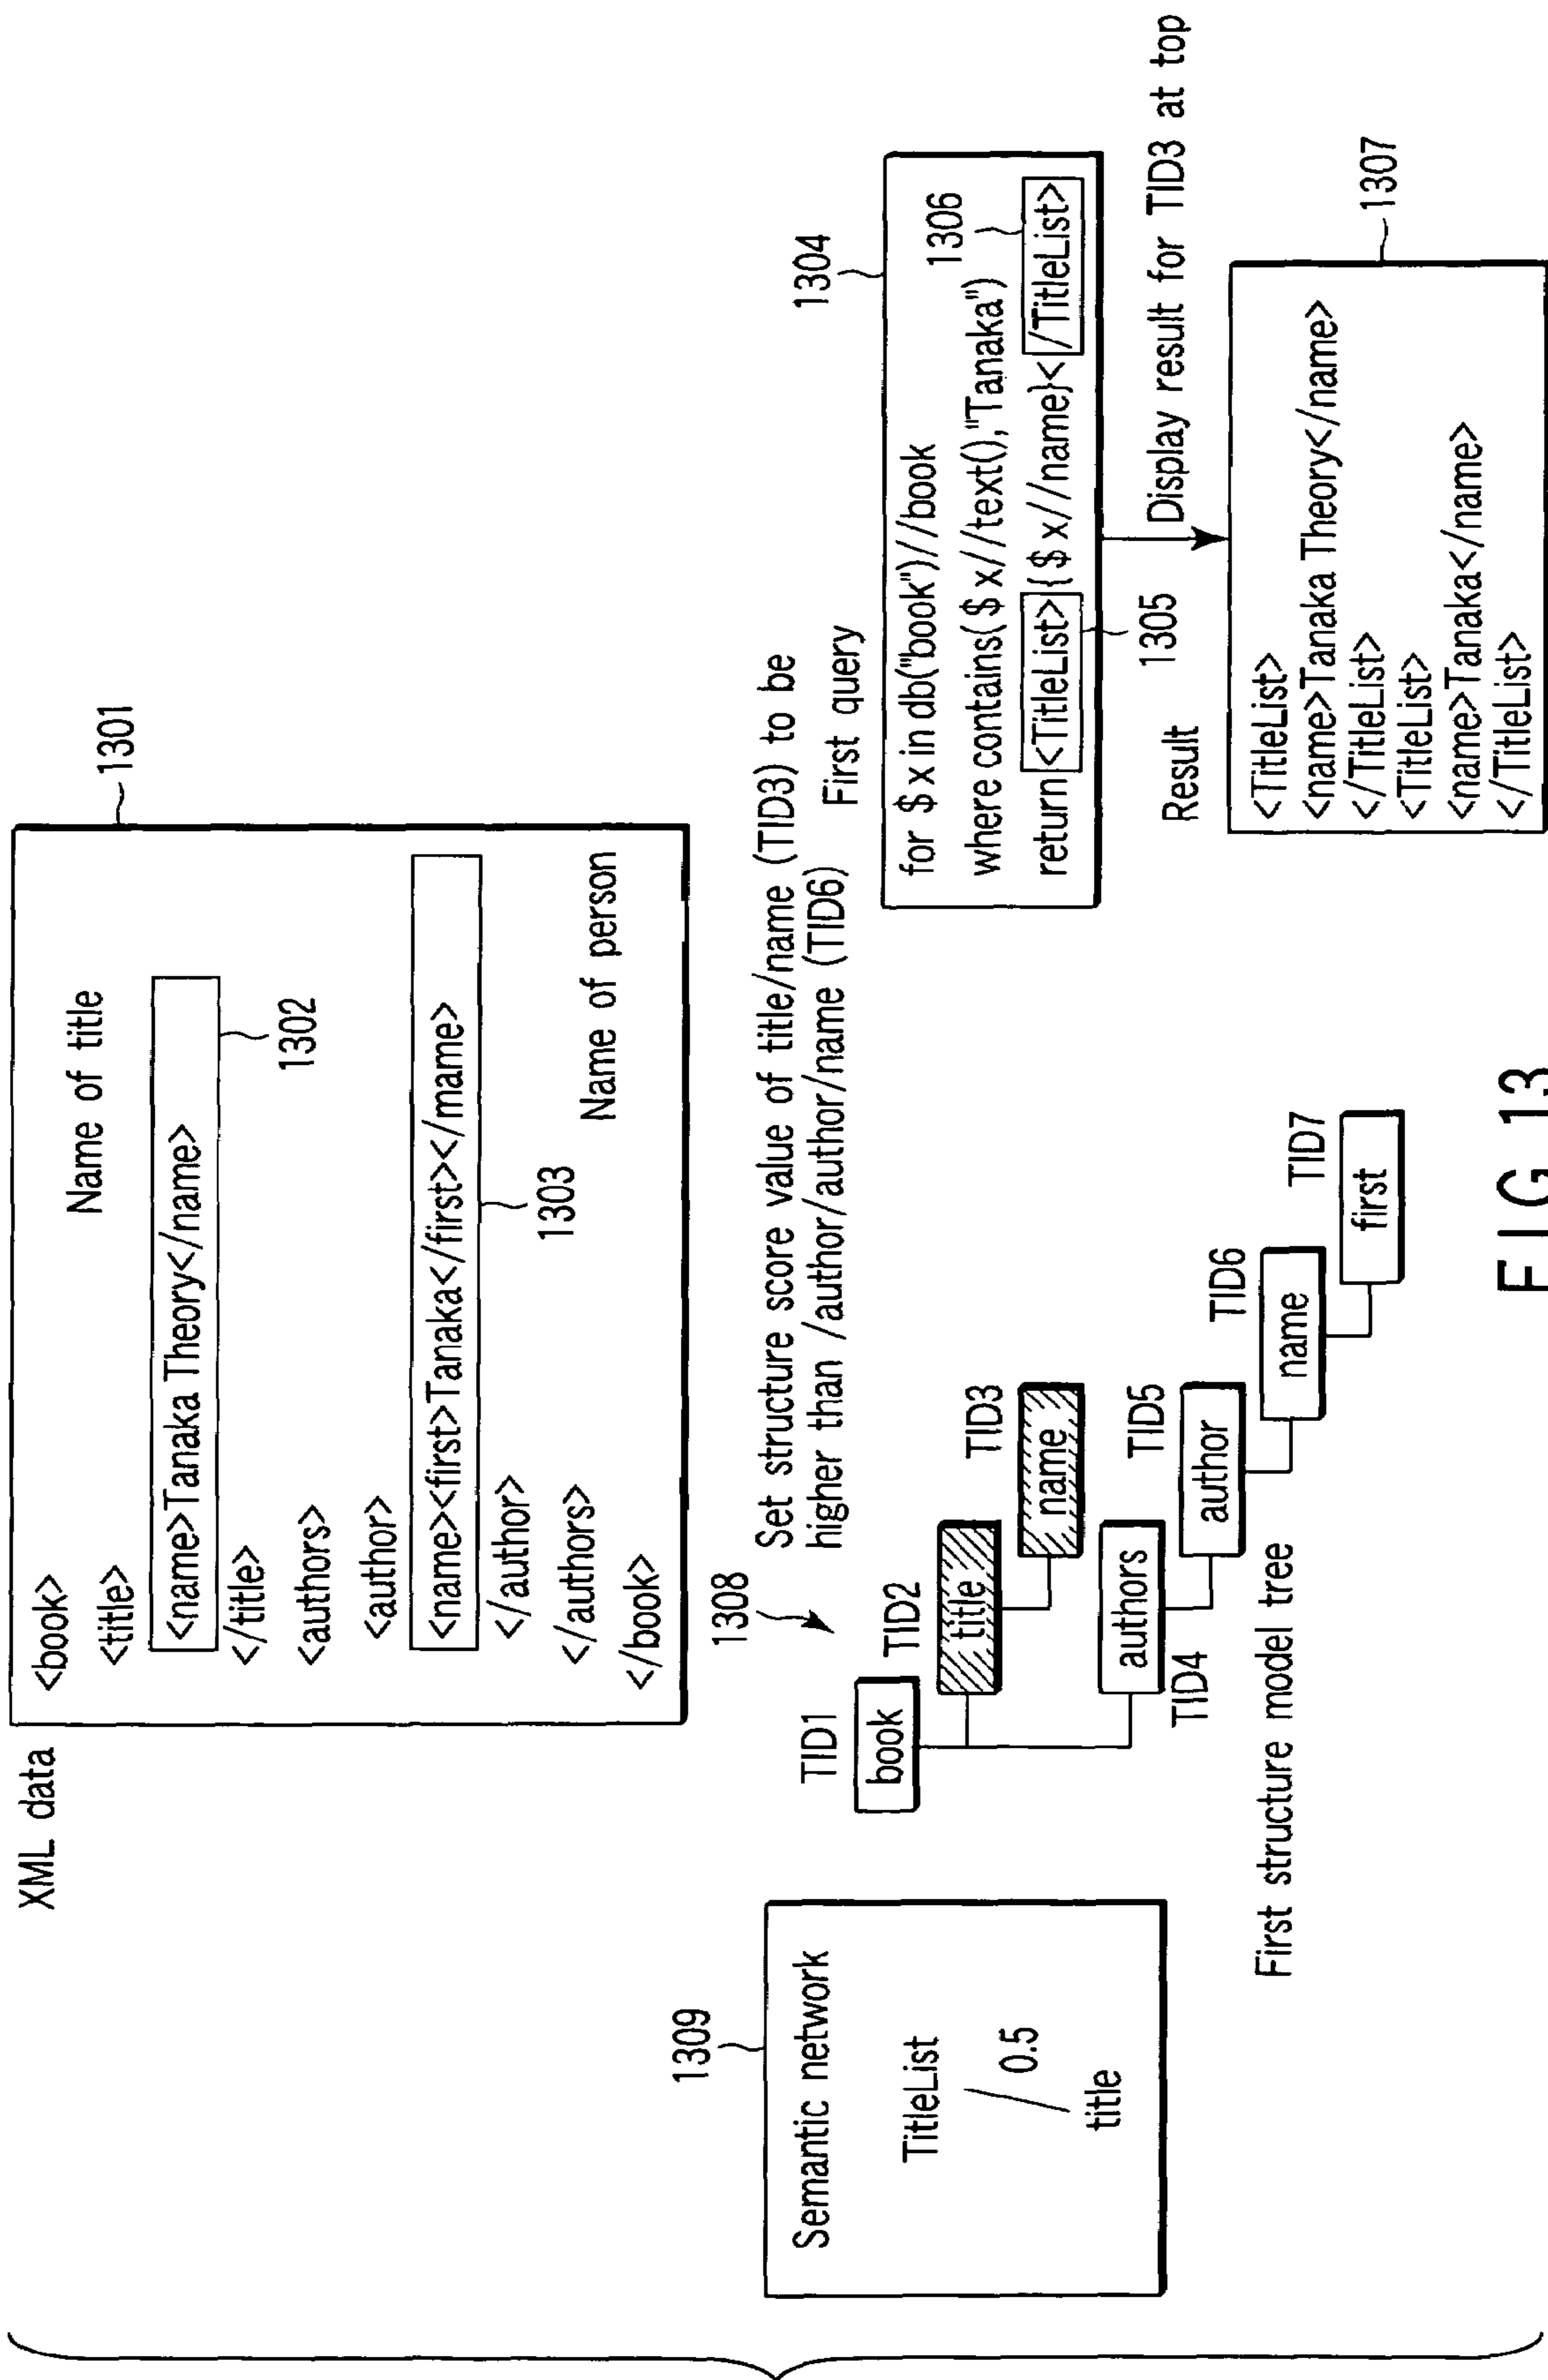 XML data
1301
<book>
Name of title
<title>
<name>Tanaka Theory</name>
1302
</title>
<authors>
<author>
<name><first>Tanaka</first></mame>
1303
</author>
</authors>
Name of person
</book>
1309
Semantic network
TitleList
0.5
title
1308
Set structure score value of title/name (TID3) to be
higher than /author/author/name (TID6)
TID1
book
TID2
title
TID3
name
authors
TID4
TID5
author
TID6
name
TID7
first
First structure model tree
First query
1304
for $ x in db("book")//book
1306
where contains($ x//text(),"Tanaka")
return<TitleList>{$ x//name}</TitleList>
1305
Display result for TID3 at top
Result
1307
<TitleList>
<name>Tanaka Theory</name>
</TitleList>
<TitleList>
<name>Tanaka</name>
</TitleList>
FIG. 13